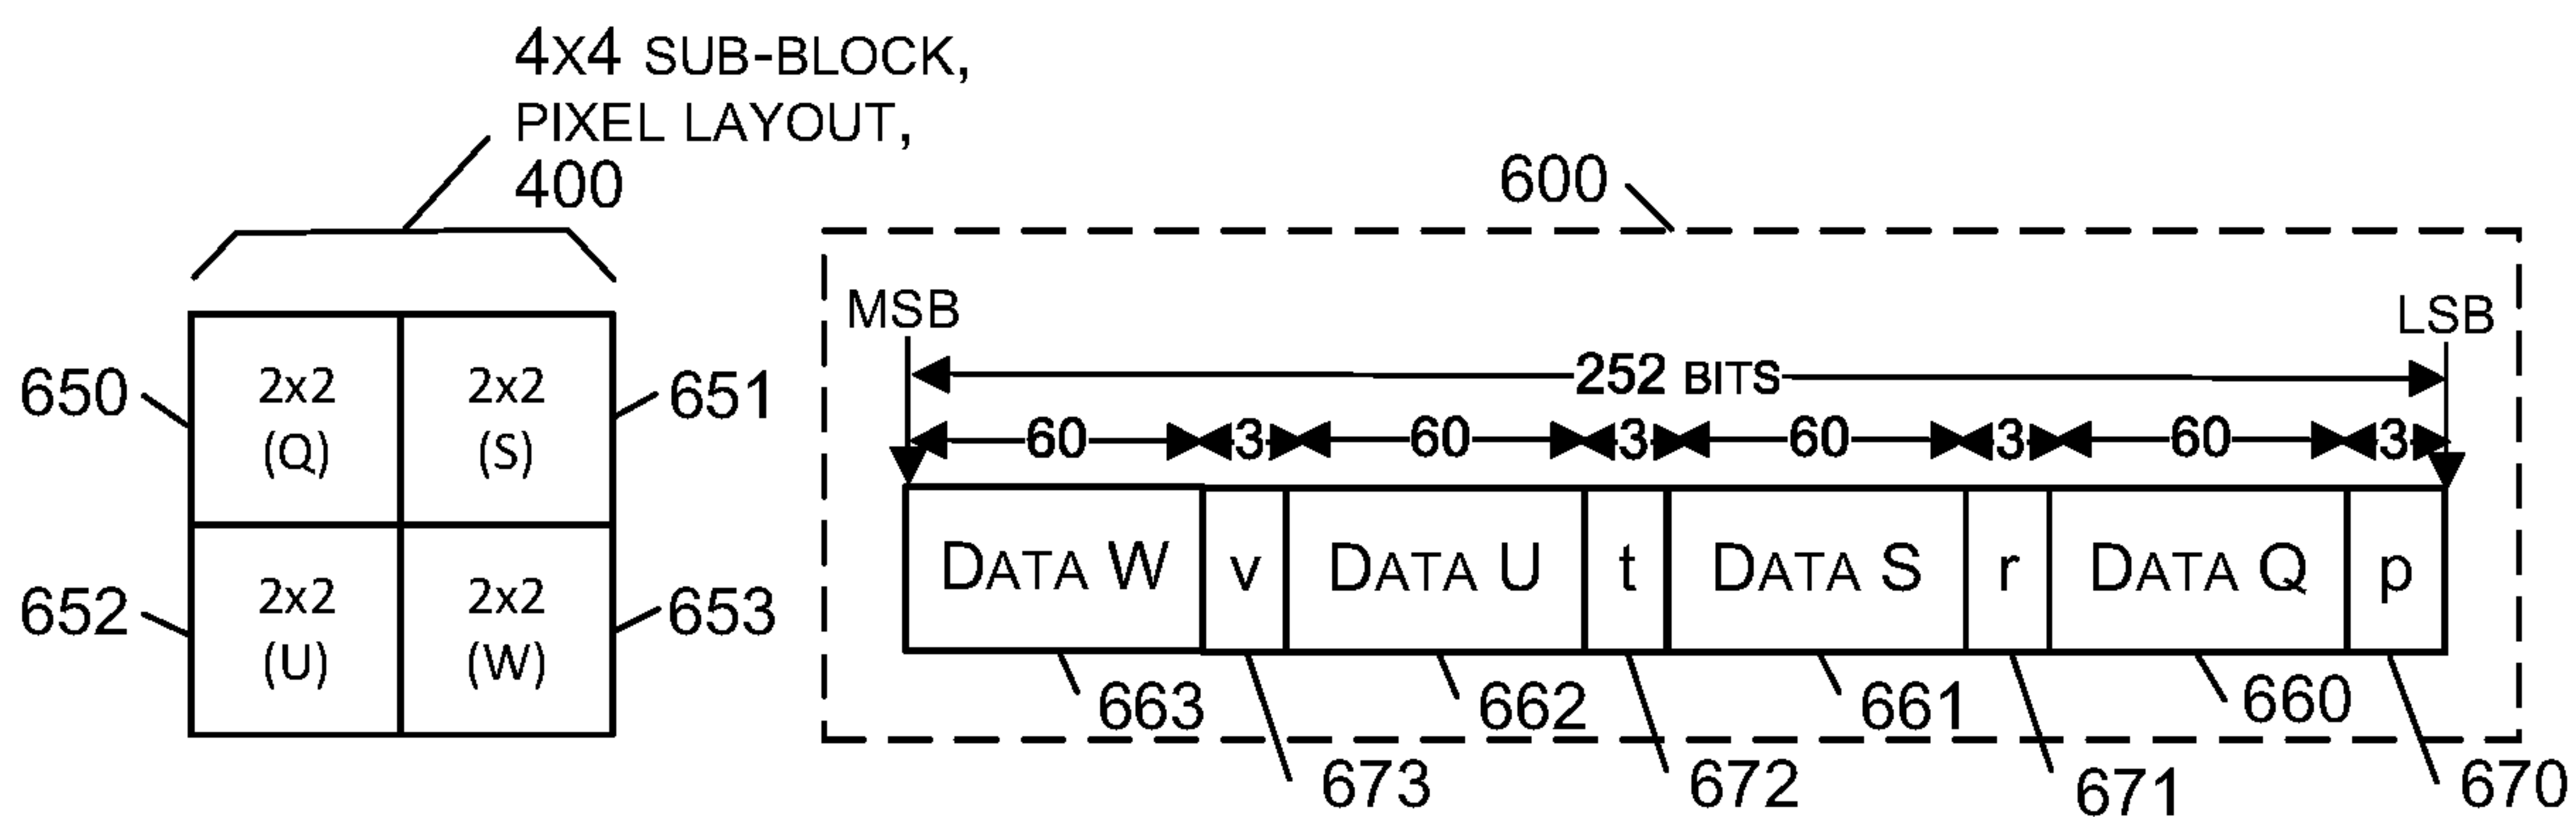 4X4 SUB-BLOCK,
PIXEL LAYOUT,
400
650
2x2
(Q)
2x2
(S)
651
652
2x2
(U)
2x2
(W)
653
600
MSB
LSB
252 BITS
60 3 60 3 60 3 60 3
DATA W v DATA U t DATA S r DATA Q p
663 662 661 660
673 672 671 670